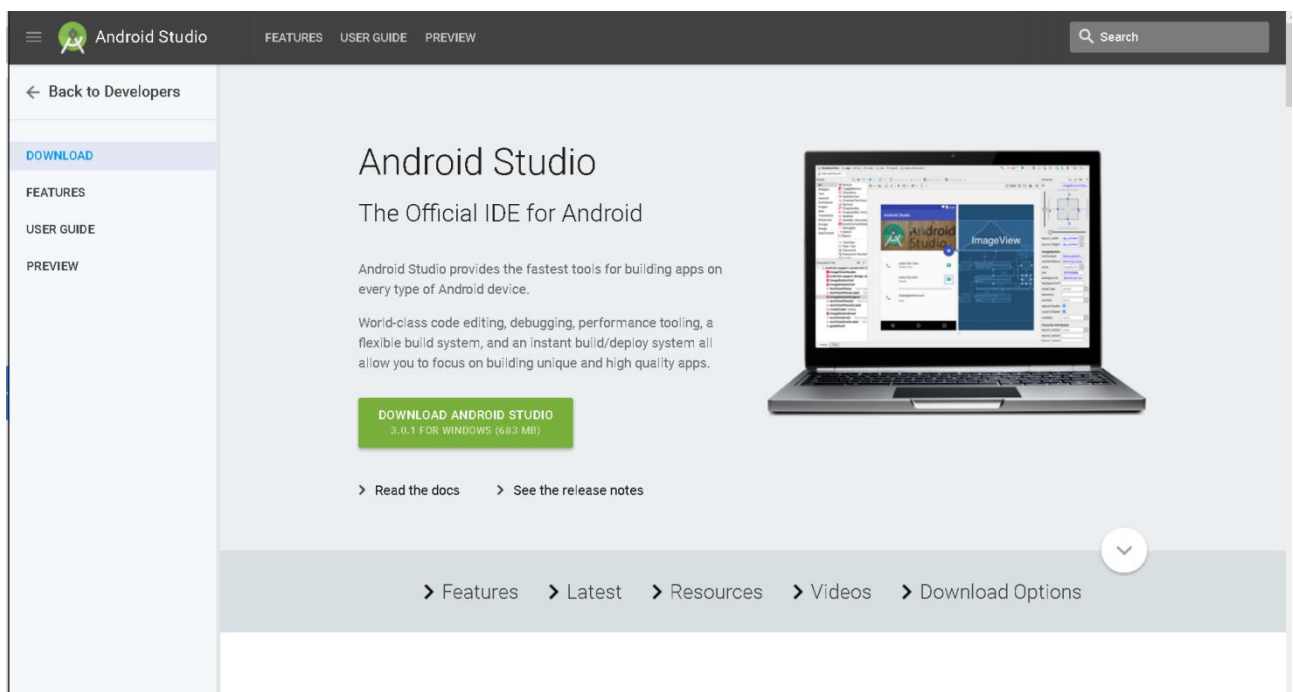 Android Studio
FEATURES USER GUIDE PREVIEW
Search
Back to Developers
DOWNLOAD
FEATURES
USER GUIDE
PREVIEW
Android Studio
The Official IDE for Android
Android Studio provides the fastest tools for building apps on
every type of Android device.
World-class code editing, debugging, performance tooling, a
flexible build system, and an instant build/deploy system all
allow you to focus on building unique and high quality apps.
DOWNLOAD ANDROID STUDIO
3.0.1 FOR WINDOWS (683 MB)
Read the docs
See the release notes
Android Studio
Android
Studio
ImageView
Features Latest Resources Videos Download Options